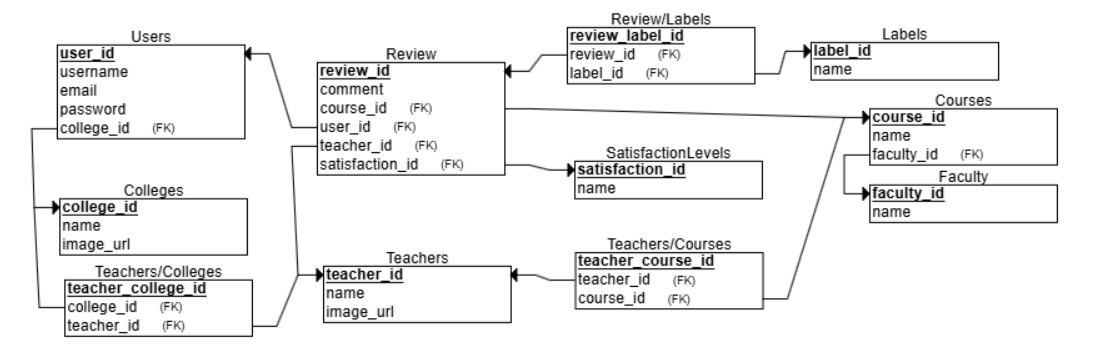 Users
user_id
username
email
password
college_id (FK)
Review
review_id
comment
course_id (FK)
user_id (FK)
teacher_id (FK)
satisfaction_id (FK)
Review/Labels
review_label_id
review_id (FK)
label_id (FK)
Labels
label_id
name
Courses
course_id
name
faculty_id (FK)
SatisfactionLevels
satisfaction_id
name
Faculty
faculty_id
name
Colleges
college_id
name
image_url
Teachers/Colleges
teacher_college_id
college_id (FK)
teacher_id (FK)
Teachers
teacher_id
name
image_url
Teachers/Courses
teacher_course_id
teacher_id (FK)
course_id (FK)